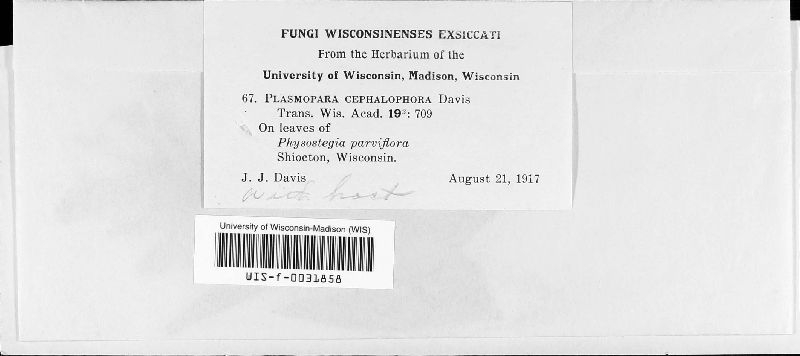 FUNGI WISCONSINENSES EXSICCATI
From the Herbarium of the
University of Wisconsin, Madison, Wisconsin
67. PLASMOPARA CEPHALOPHORA Davis
Trans. Wis. Acad. 19²: 709
On leaves of
Physostegia parviflora
Shiocton, Wisconsin.
J. J. Davis August 21, 1917
with host
University of Wisconsin-Madison (WIS)
WIS-f-0031858